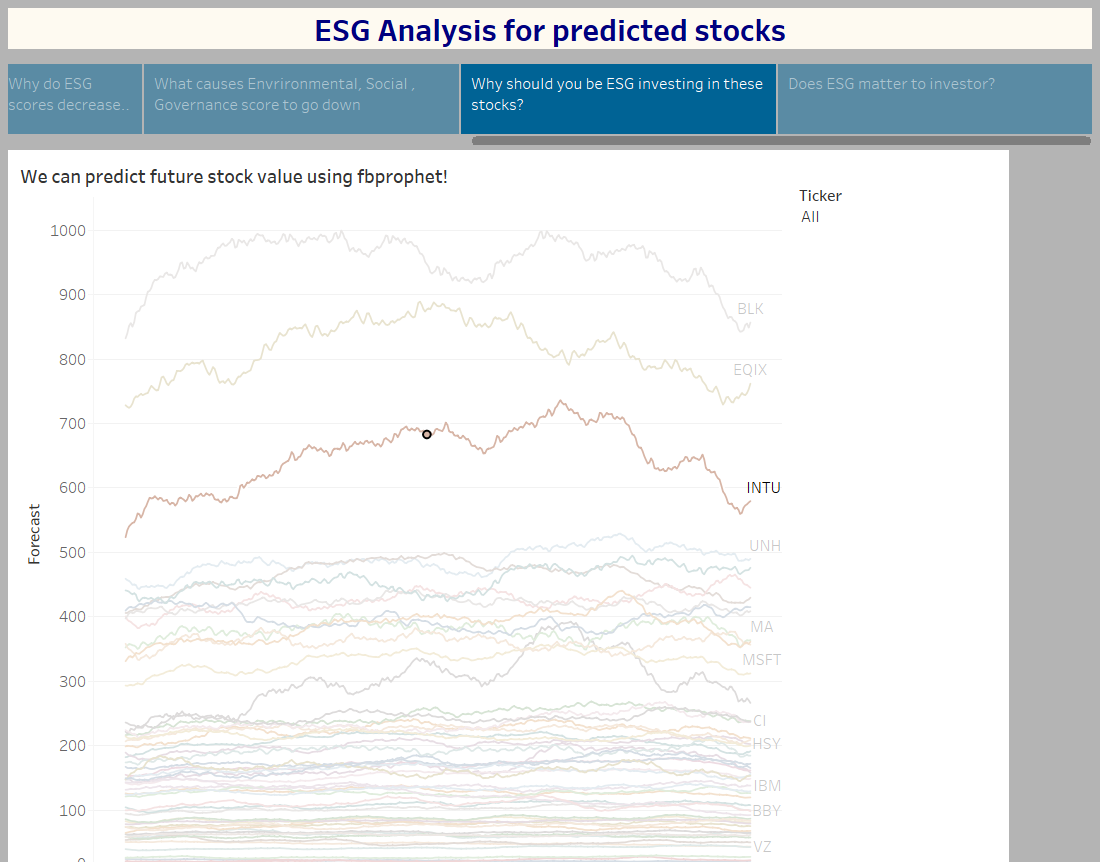 ESG Analysis for predicted stocks
Why do ESG
scores decrease..
What causes Envrironmental, Social ,
Governance score to go down
Why should you be ESG investing in these
stocks?
Does ESG matter to investor?
We can predict future stock value using fbprophet!
Ticker
All
1000
900
800
700
600
500
400
300
200
100
0
Forecast
BLK
EQIX
INTU
UNH
MA
MSFT
CI
HSY
IBM
BBY
VZ